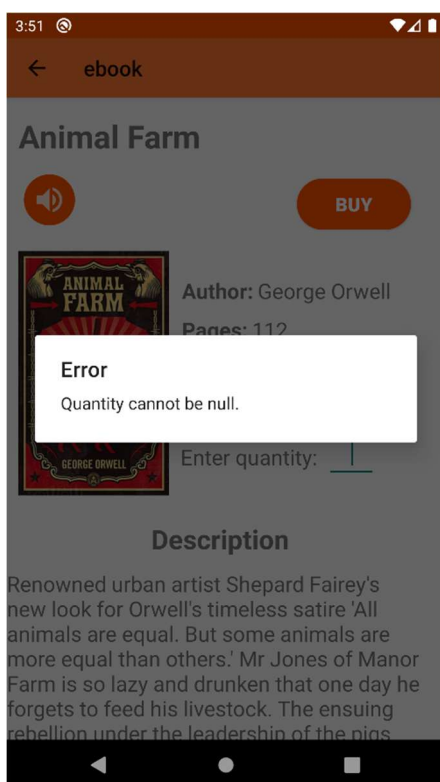 3:51
ebook
Animal Farm
BUY
ANIMAL
FARM
Author: George Orwell
Pages: 112
Error
Quantity cannot be null.
GEORGE ORWELL
Enter quantity:
Description
Renowned urban artist Shepard Fairey's
new look for Orwell's timeless satire 'All
animals are equal. But some animals are
more equal than others.' Mr Jones of Manor
Farm is so lazy and drunken that one day he
forgets to feed his livestock. The ensuing
rebellion under the leadership of the pigs